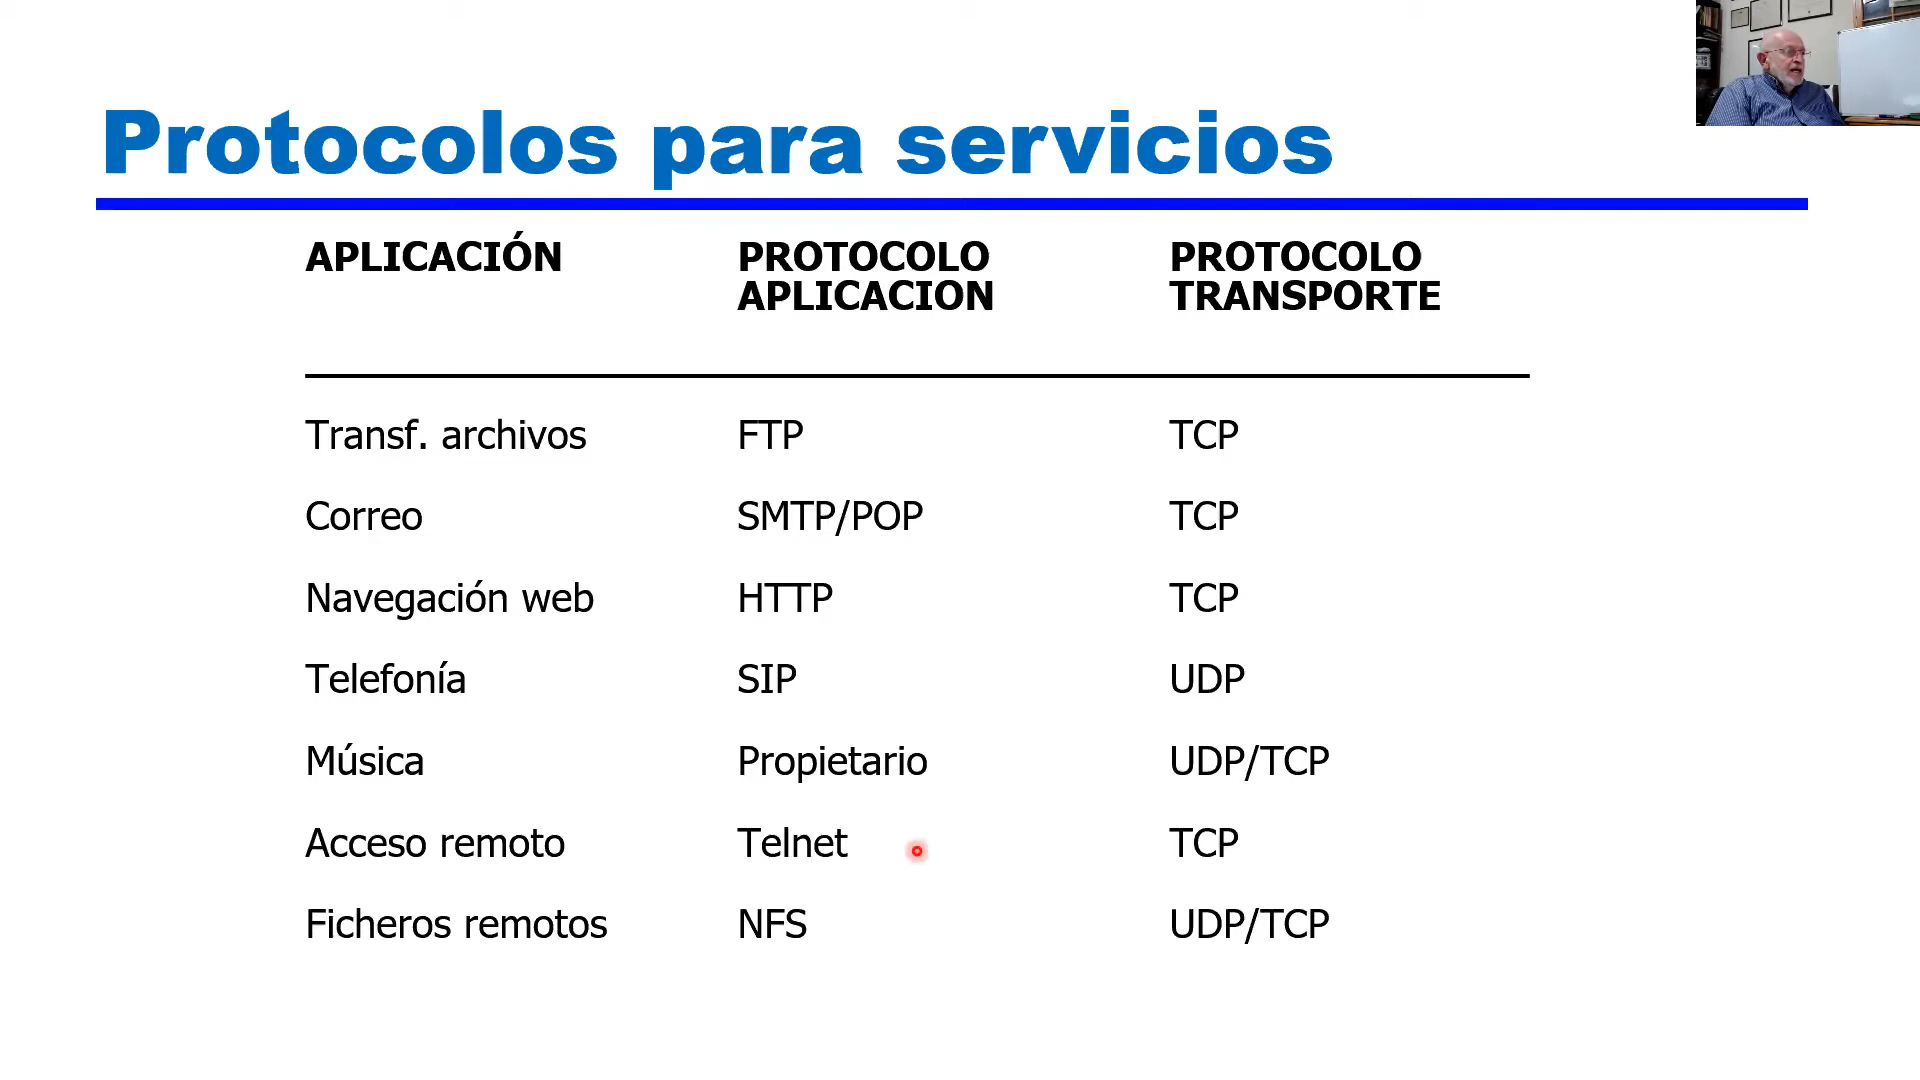 Protocolos para servicios
APLICACIÓN PROTOCOLO PROTOCOLO
APLICACION TRANSPORTE
Transf. archivos FTP TCP
Correo SMTP/POP TCP
Navegación web HTTP TCP
Telefonía SIP UDP
Música Propietario UDP/TCP
Acceso remoto Telnet TCP
Ficheros remotos NFS UDP/TCP